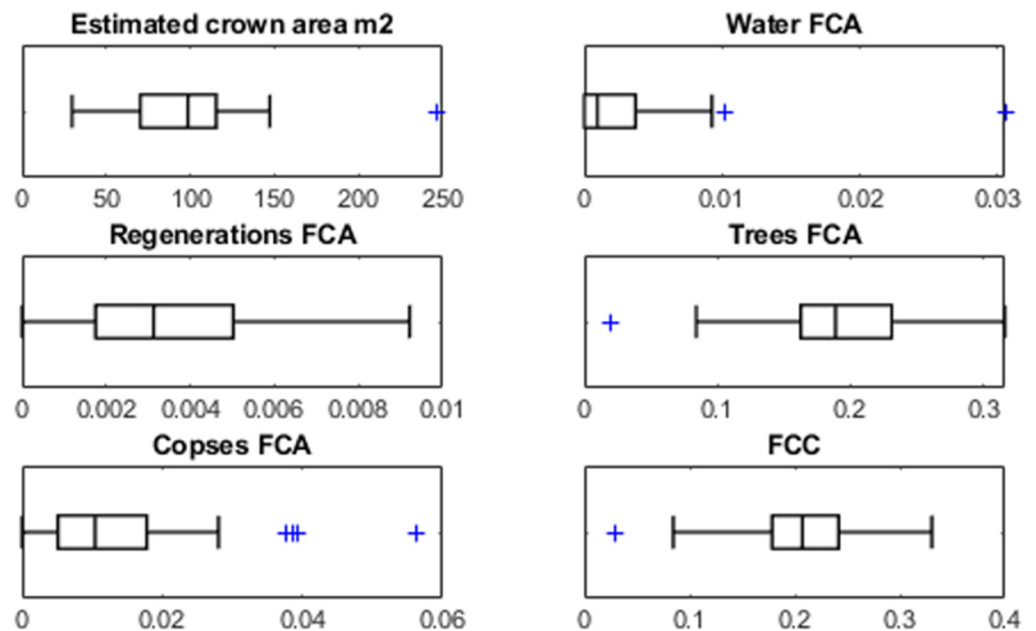 Estimated crown area m2
0 50 100 150 200 250
Water FCA
0 0.01 0.02 0.03
Regenerations FCA
0 0.002 0.004 0.006 0.008 0.01
Trees FCA
0 0.1 0.2 0.3
Copses FCA
0 0.02 0.04 0.06
FCC
0 0.1 0.2 0.3 0.4